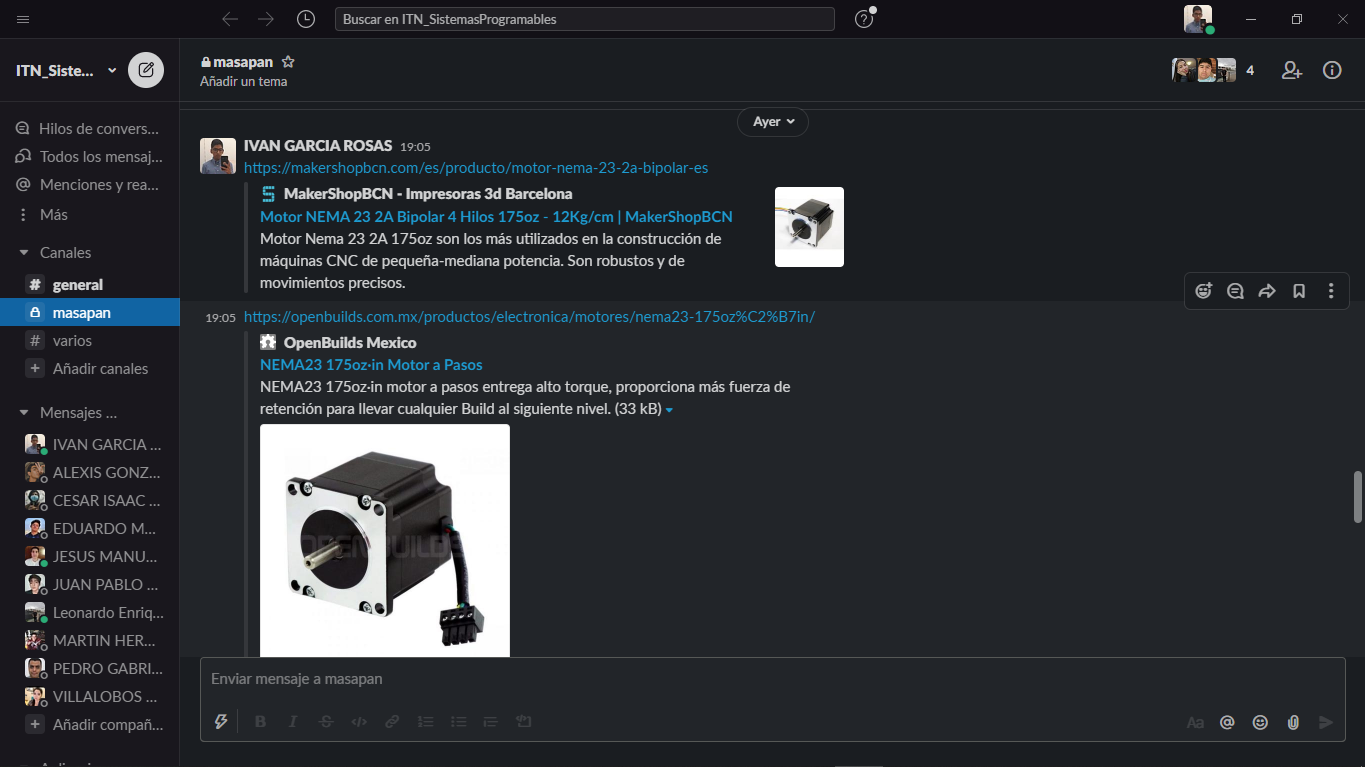 Buscar en ITN_SistemasProgramables
ITN_Siste...
Hilos de convers...
Todos los mensaj...
Menciones y rea...
Más
Canales
general
masapan
varios
Añadir canales
Mensajes ...
IVAN GARCIA ...
ALEXIS GONZ...
CESAR ISAAC ...
EDUARDO M...
JESUS MANU...
JUAN PABLO ...
Leonardo Enriq...
MARTIN HER...
PEDRO GABRI...
VILLALOBOS ...
Añadir compañ...
masapan
Añadir un tema
4
Ayer
IVAN GARCIA ROSAS 19:05
https://makershopbcn.com/es/producto/motor-nema-23-2a-bipolar-es
MakerShopBCN - Impresoras 3d Barcelona
Motor NEMA 23 2A Bipolar 4 Hilos 175oz - 12Kg/cm | MakerShopBCN
Motor Nema 23 2A 175oz son los más utilizados en la construcción de
máquinas CNC de pequeña-mediana potencia. Son robustos y de
movimientos precisos.
19:05 https://openbuilds.com.mx/productos/electronica/motores/nema23-175oz%C2%B7in/
OpenBuilds Mexico
NEMA23 175oz·in Motor a Pasos
NEMA23 175oz·in motor a pasos entrega alto torque, proporciona más fuerza de
retención para llevar cualquier Build al siguiente nivel. (33 kB)
OPENBUILDS
Enviar mensaje a masapan
B I S </> Aa @